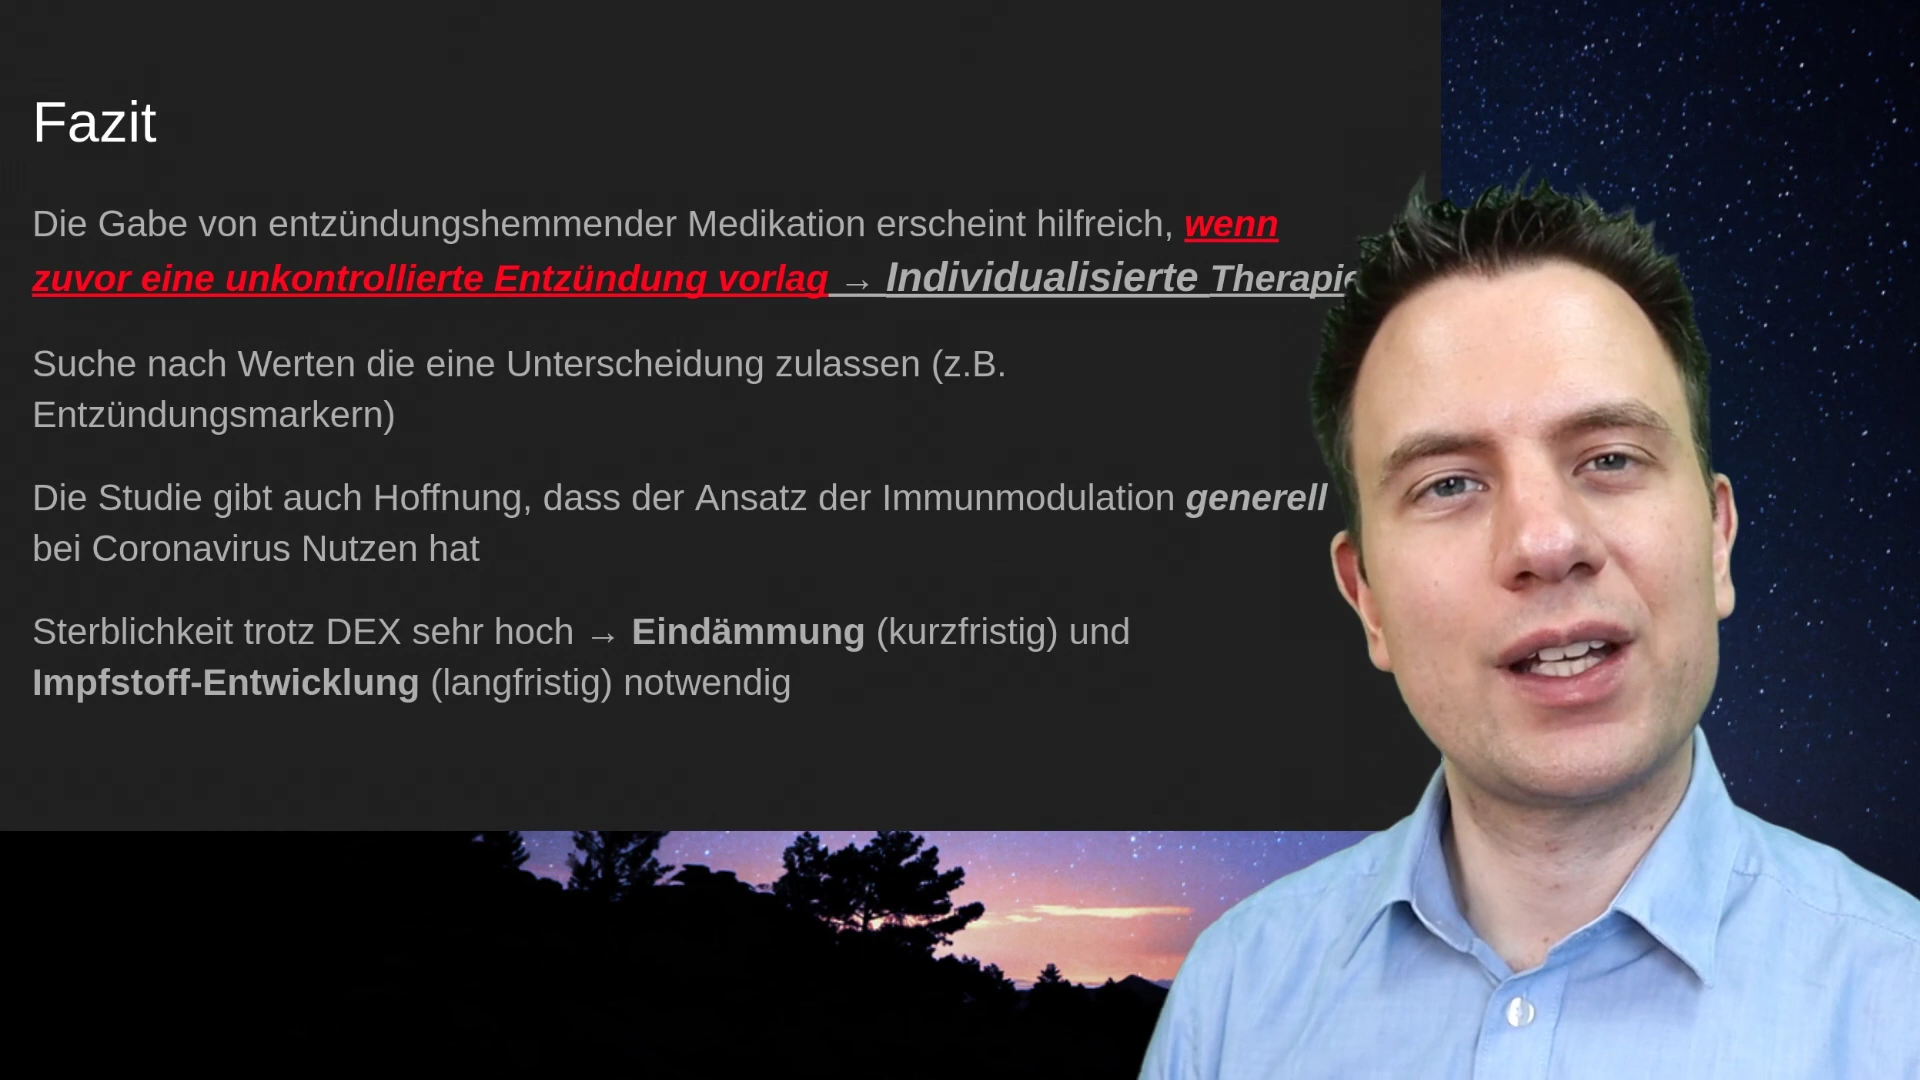 Fazit
Die Gabe von entzündungshemmender Medikation erscheint hilfreich, wenn
zuvor eine unkontrollierte Entzündung vorlag → Individualisierte Therapie
Suche nach Werten die eine Unterscheidung zulassen (z.B.
Entzündungsmarkern)
Die Studie gibt auch Hoffnung, dass der Ansatz der Immunmodulation generell
bei Coronavirus Nutzen hat
Sterblichkeit trotz DEX sehr hoch → Eindämmung (kurzfristig) und
Impfstoff-Entwicklung (langfristig) notwendig